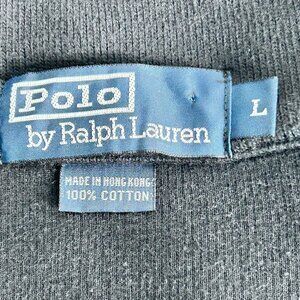 Polo
by Ralph Lauren
L
MADE IN HONG KONG
100% COTTON